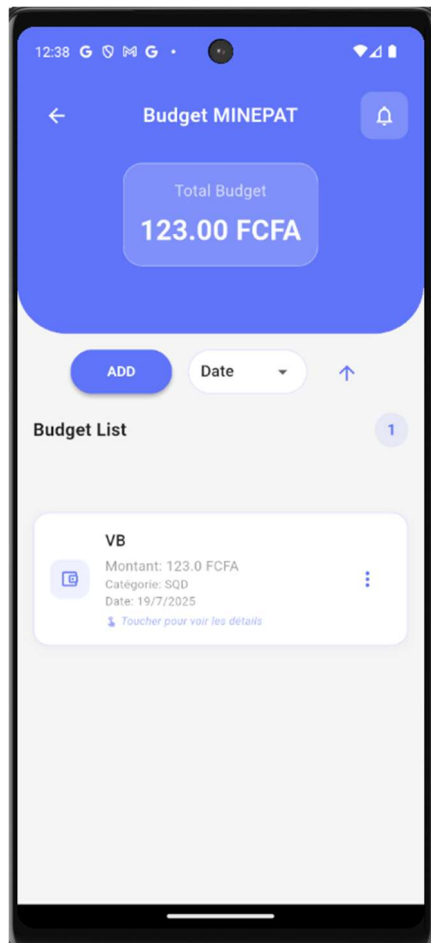 12:38 G G
Budget MINEPAT
Total Budget
123.00 FCFA
ADD
Date
Budget List
1
VB
Montant: 123.0 FCFA
Catégorie: SQD
Date: 19/7/2025
Toucher pour voir les détails